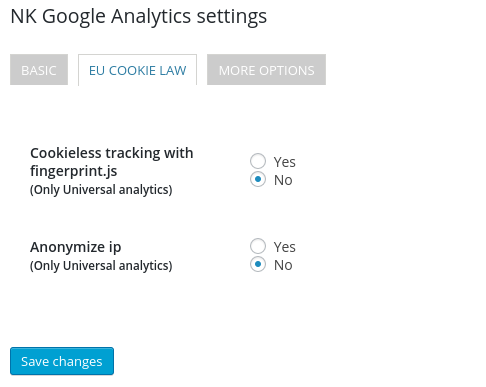 NK Google Analytics settings
BASIC
EU COOKIE LAW
MORE OPTIONS
Cookieless tracking with
fingerprint.js
(Only Universal analytics)
Yes
No
Anonymize ip
(Only Universal analytics)
Yes
No
Save changes